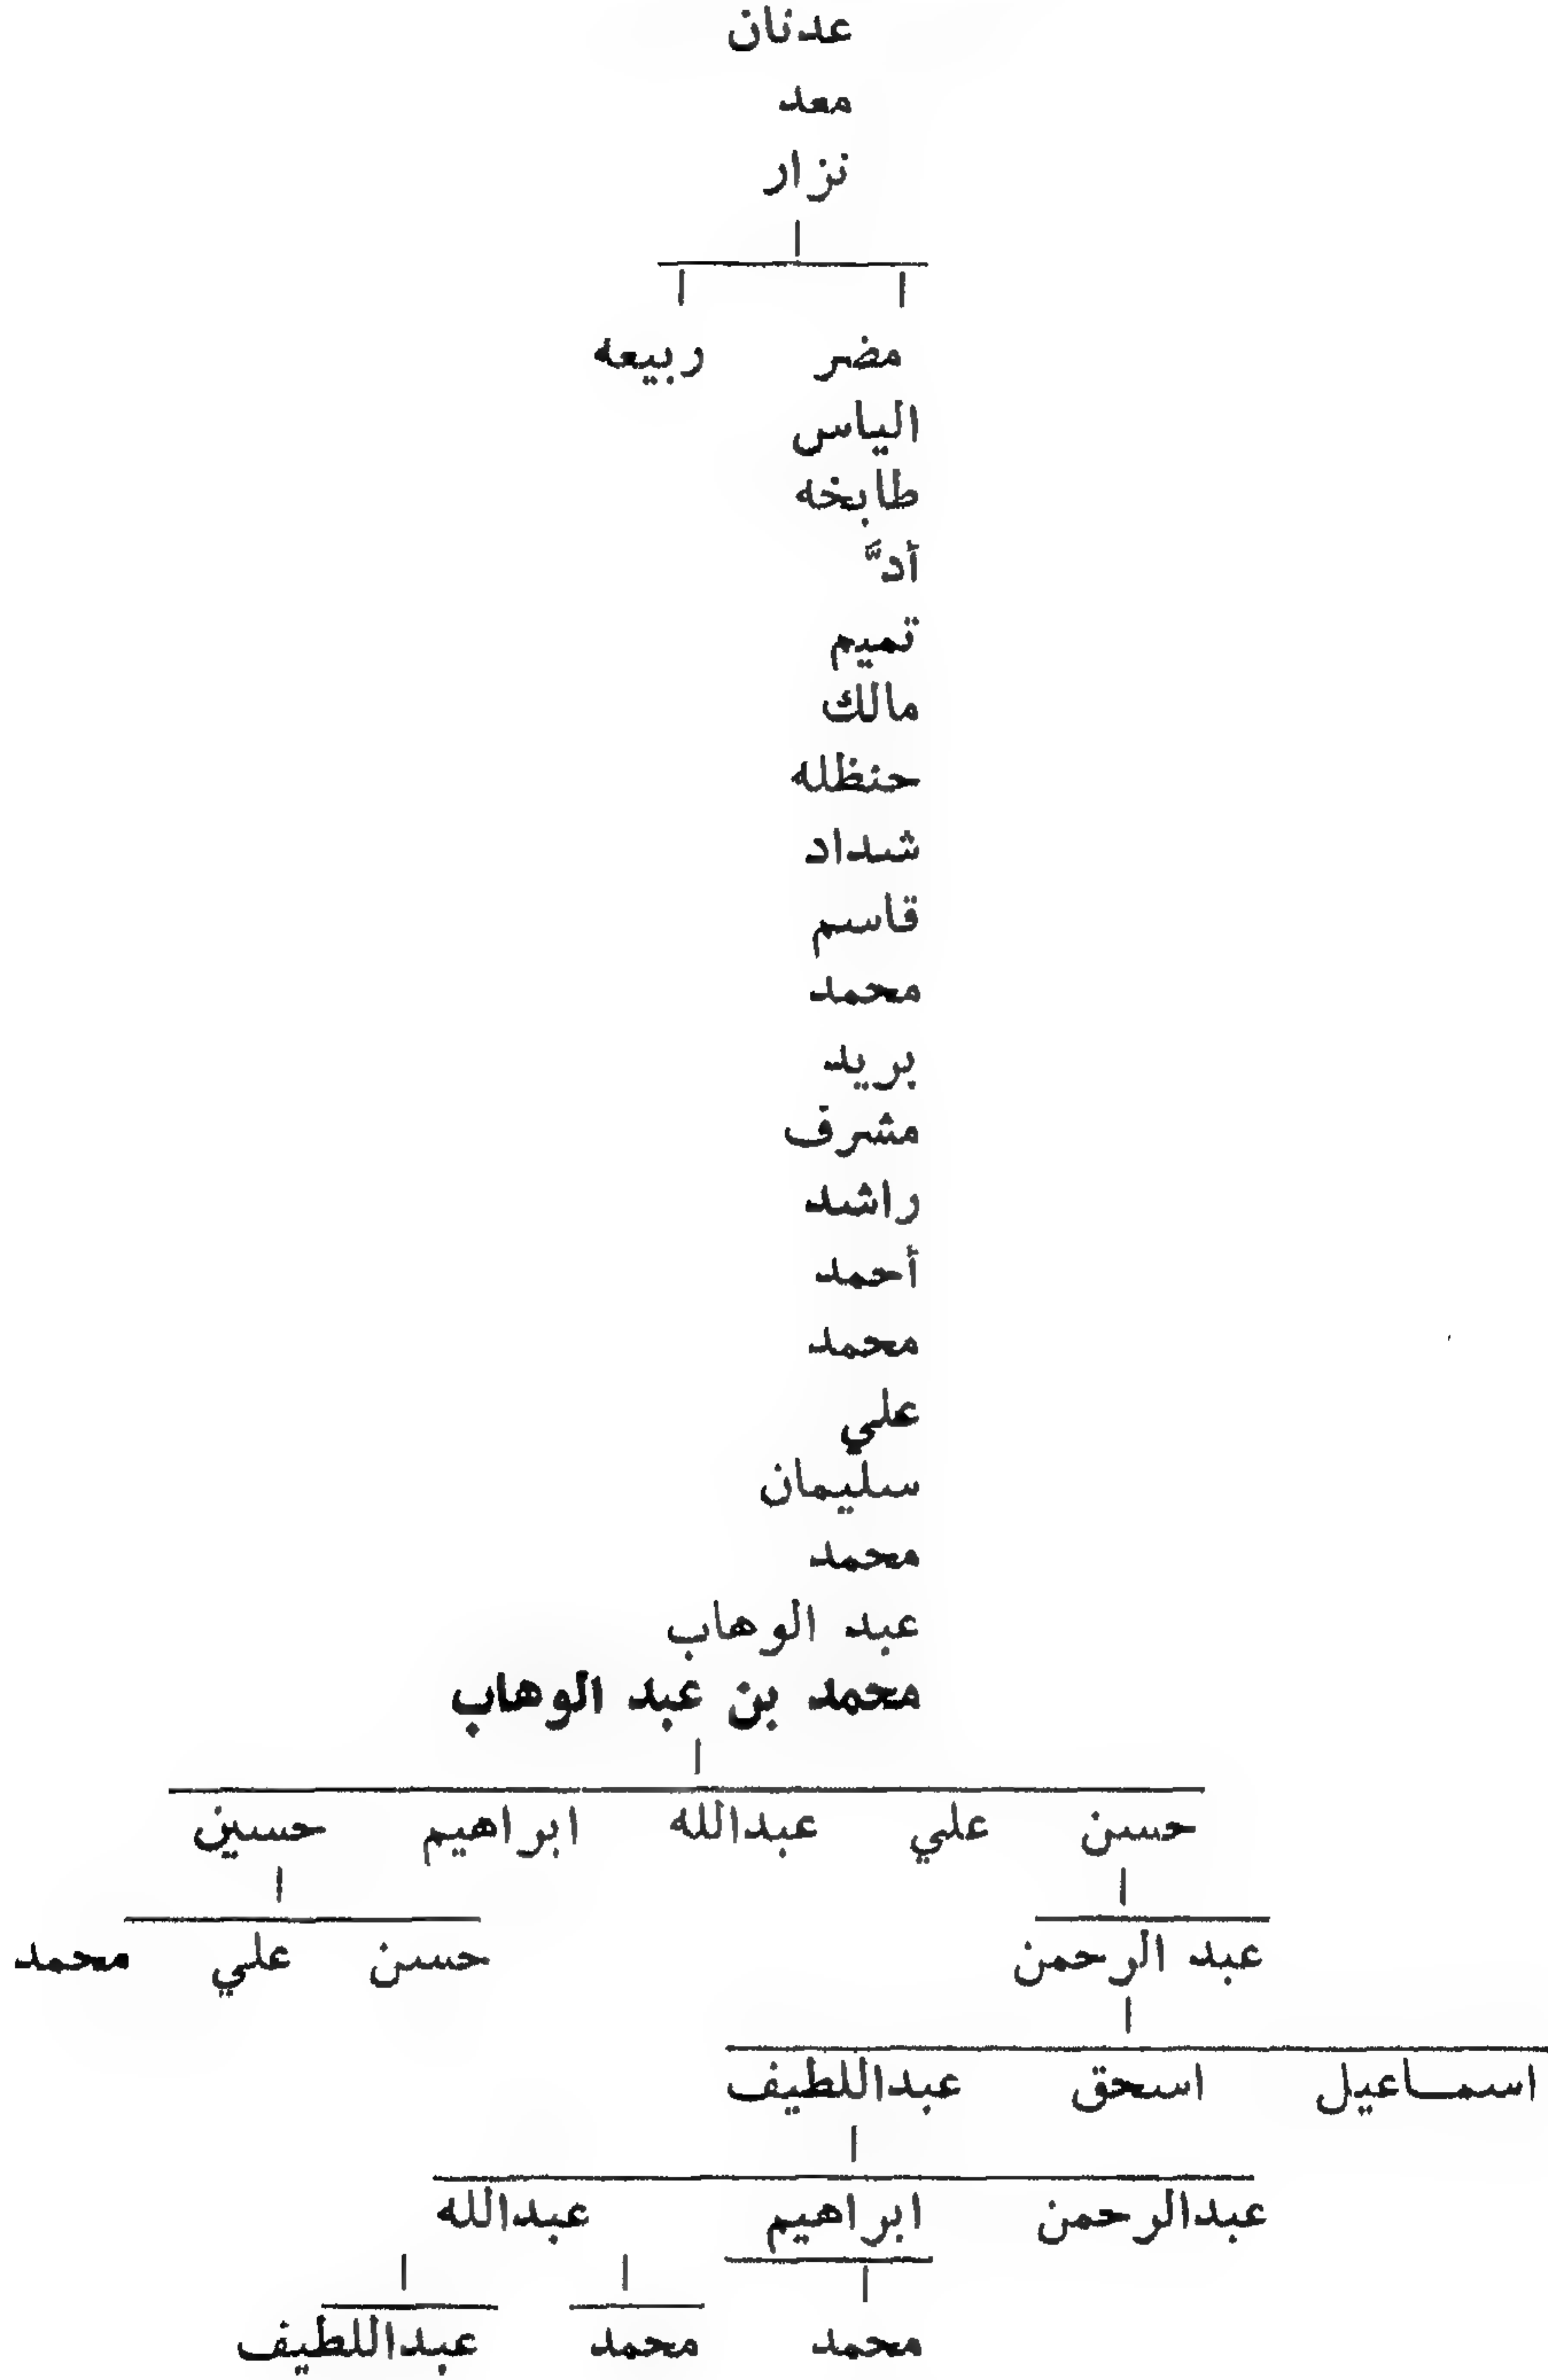 عدنان
معد
نزار
مضر ربيعه
الياس
طابخه
أدَّ
تميم
مالك
حنظله
شداد
قاسم
محمد
بريد
مشرف
راشد
أحمد
محمد
علي
سليمان
محمد
عبد الوهاب
محمد بن عبد الوهاب
حسن علي عبدالله ابراهيم حسين
عبد الرحمن حسن علي محمد
اسماعيل اسحق عبداللطيف
عبدالرحمن ابراهيم عبدالله
محمد محمد عبداللطيف